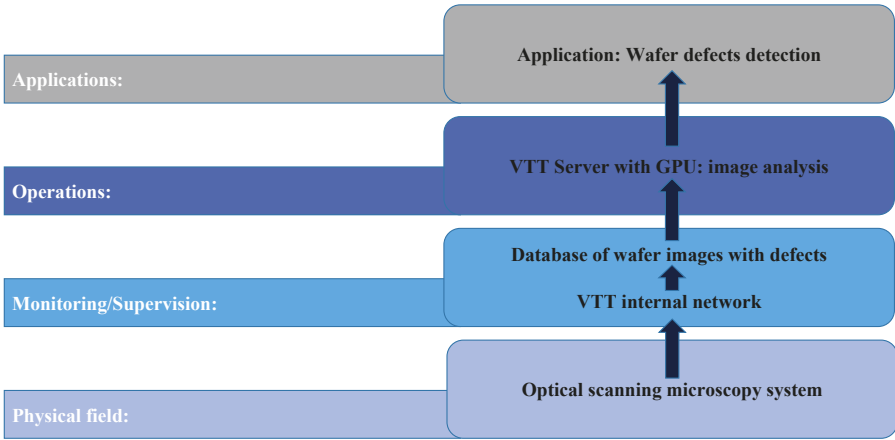 Application: Wafer defects detection
Applications:
VTT Server with GPU: image analysis
Operations:
Database of wafer images with defects
Monitoring/Supervision:
VTT internal network
Optical scanning microscopy system
Physical field: